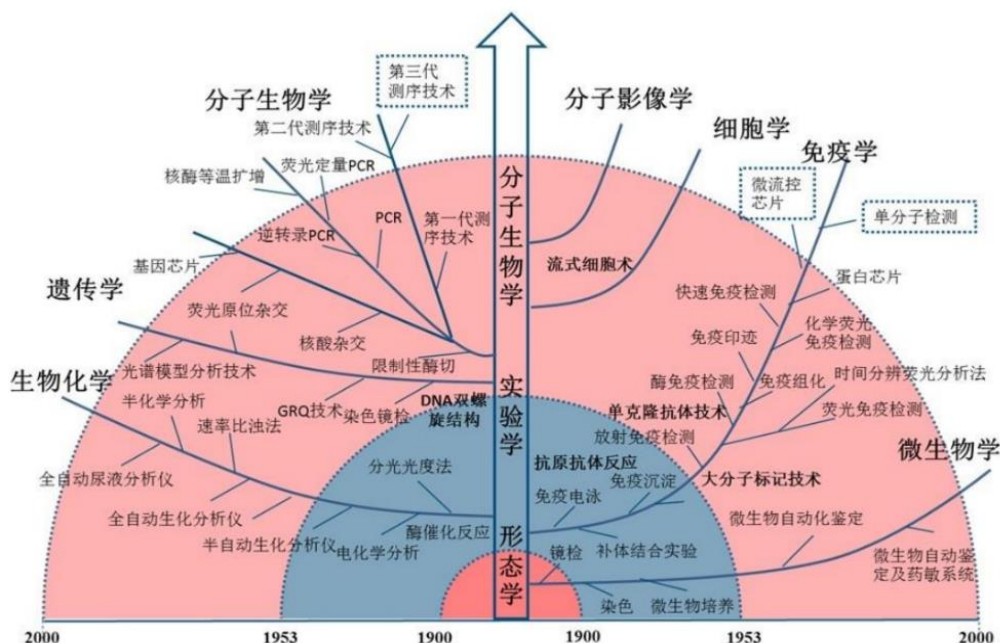 第三代
测序技术
分子生物学
第二代测序技术
分子影像学
细胞学
免疫学
荧光定量PCR
核酶等温扩增
微流控
芯片
单分子检测
分子生物学
PCR
第一代测
序技术
逆转录PCR
流式细胞术
基因芯片
蛋白芯片
遗传学
快速免疫检测
荧光原位杂交
化学荧光
免疫检测
核酸杂交
免疫印迹
限制性酶切
光谱模型分析技术
时间分辨荧光分析法
生物化学
实验学
酶免疫检测
免疫组化
半化学分析
GRQ技术
染色镜检
DNA双螺
旋结构
单克隆抗体技术
荧光免疫检测
速率比浊法
放射免疫检测
微生物学
分光光度法
抗原抗体反应
全自动尿液分析仪
免疫沉淀
大分子标记技术
免疫电泳
全自动生化分析仪
微生物自动化鉴定
酶催化反应
形态学
半自动生化分析仪
电化学分析
镜检
补体结合实验
微生物自动鉴
定及药敏系统
染色
微生物培养
2000
1953
1900
1900
1953
2000